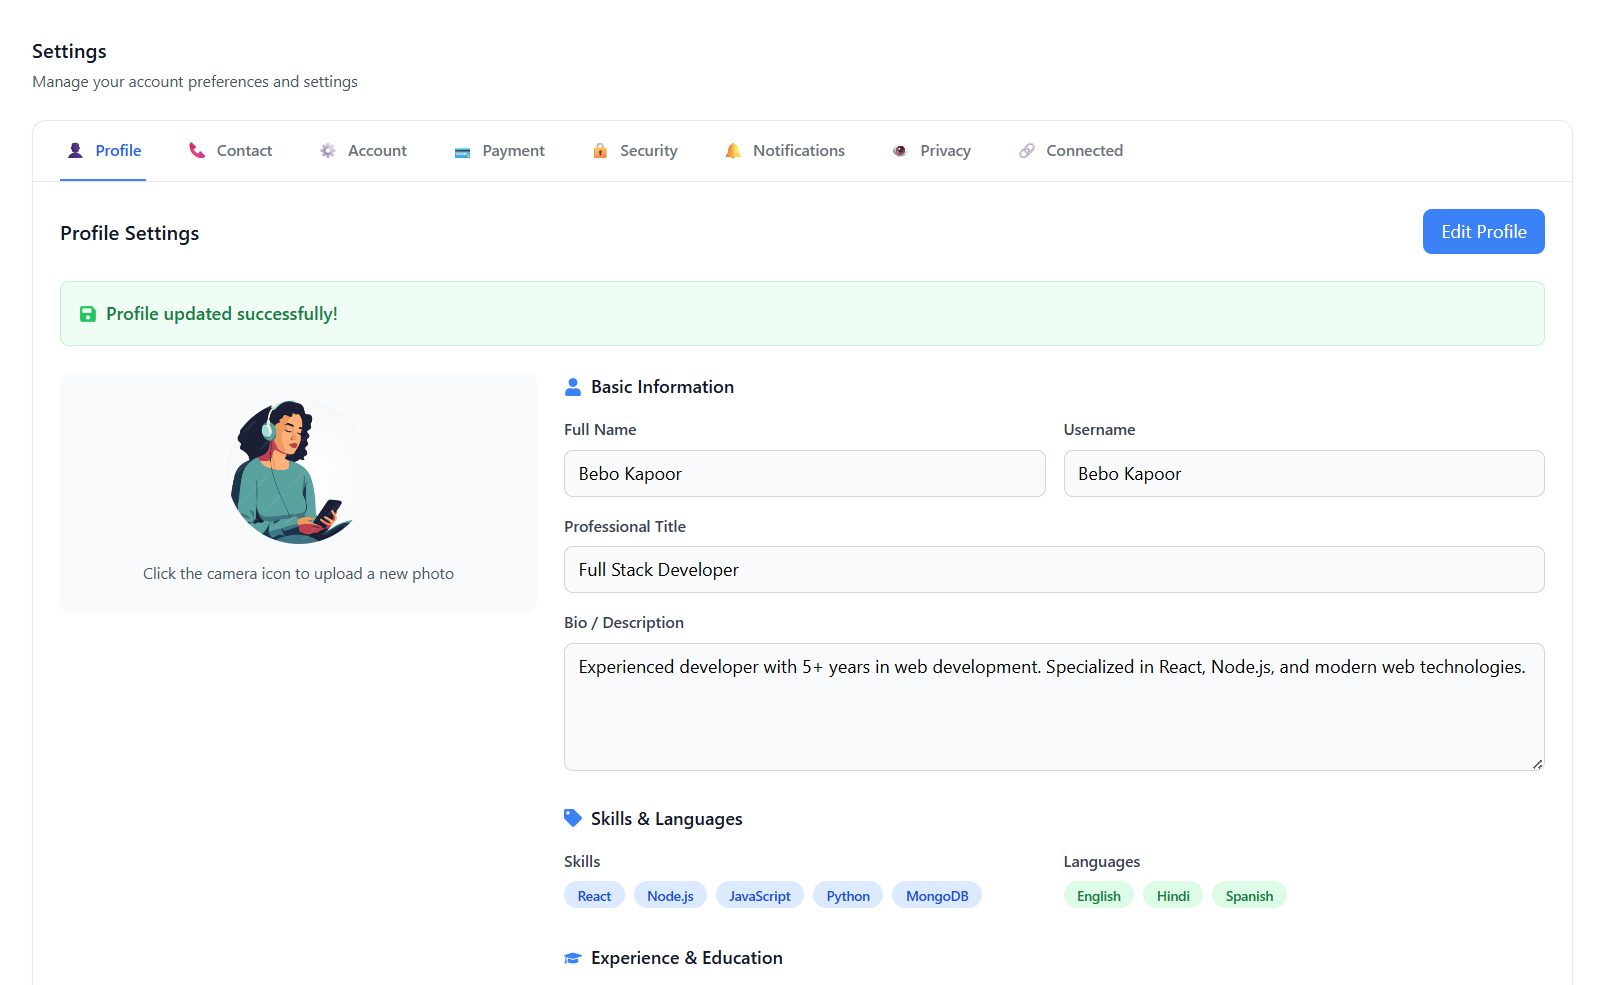 Settings
Manage your account preferences and settings
Profile Contact Account Payment Security Notifications Privacy Connected
Profile Settings
Edit Profile
Profile updated successfully!
Click the camera icon to upload a new photo
Basic Information
Full Name Username
Bebo Kapoor Bebo Kapoor
Professional Title
Full Stack Developer
Bio / Description
Experienced developer with 5+ years in web development. Specialized in React, Node.js, and modern web technologies.
Skills & Languages
Skills Languages
React Node.js JavaScript Python MongoDB English Hindi Spanish
Experience & Education